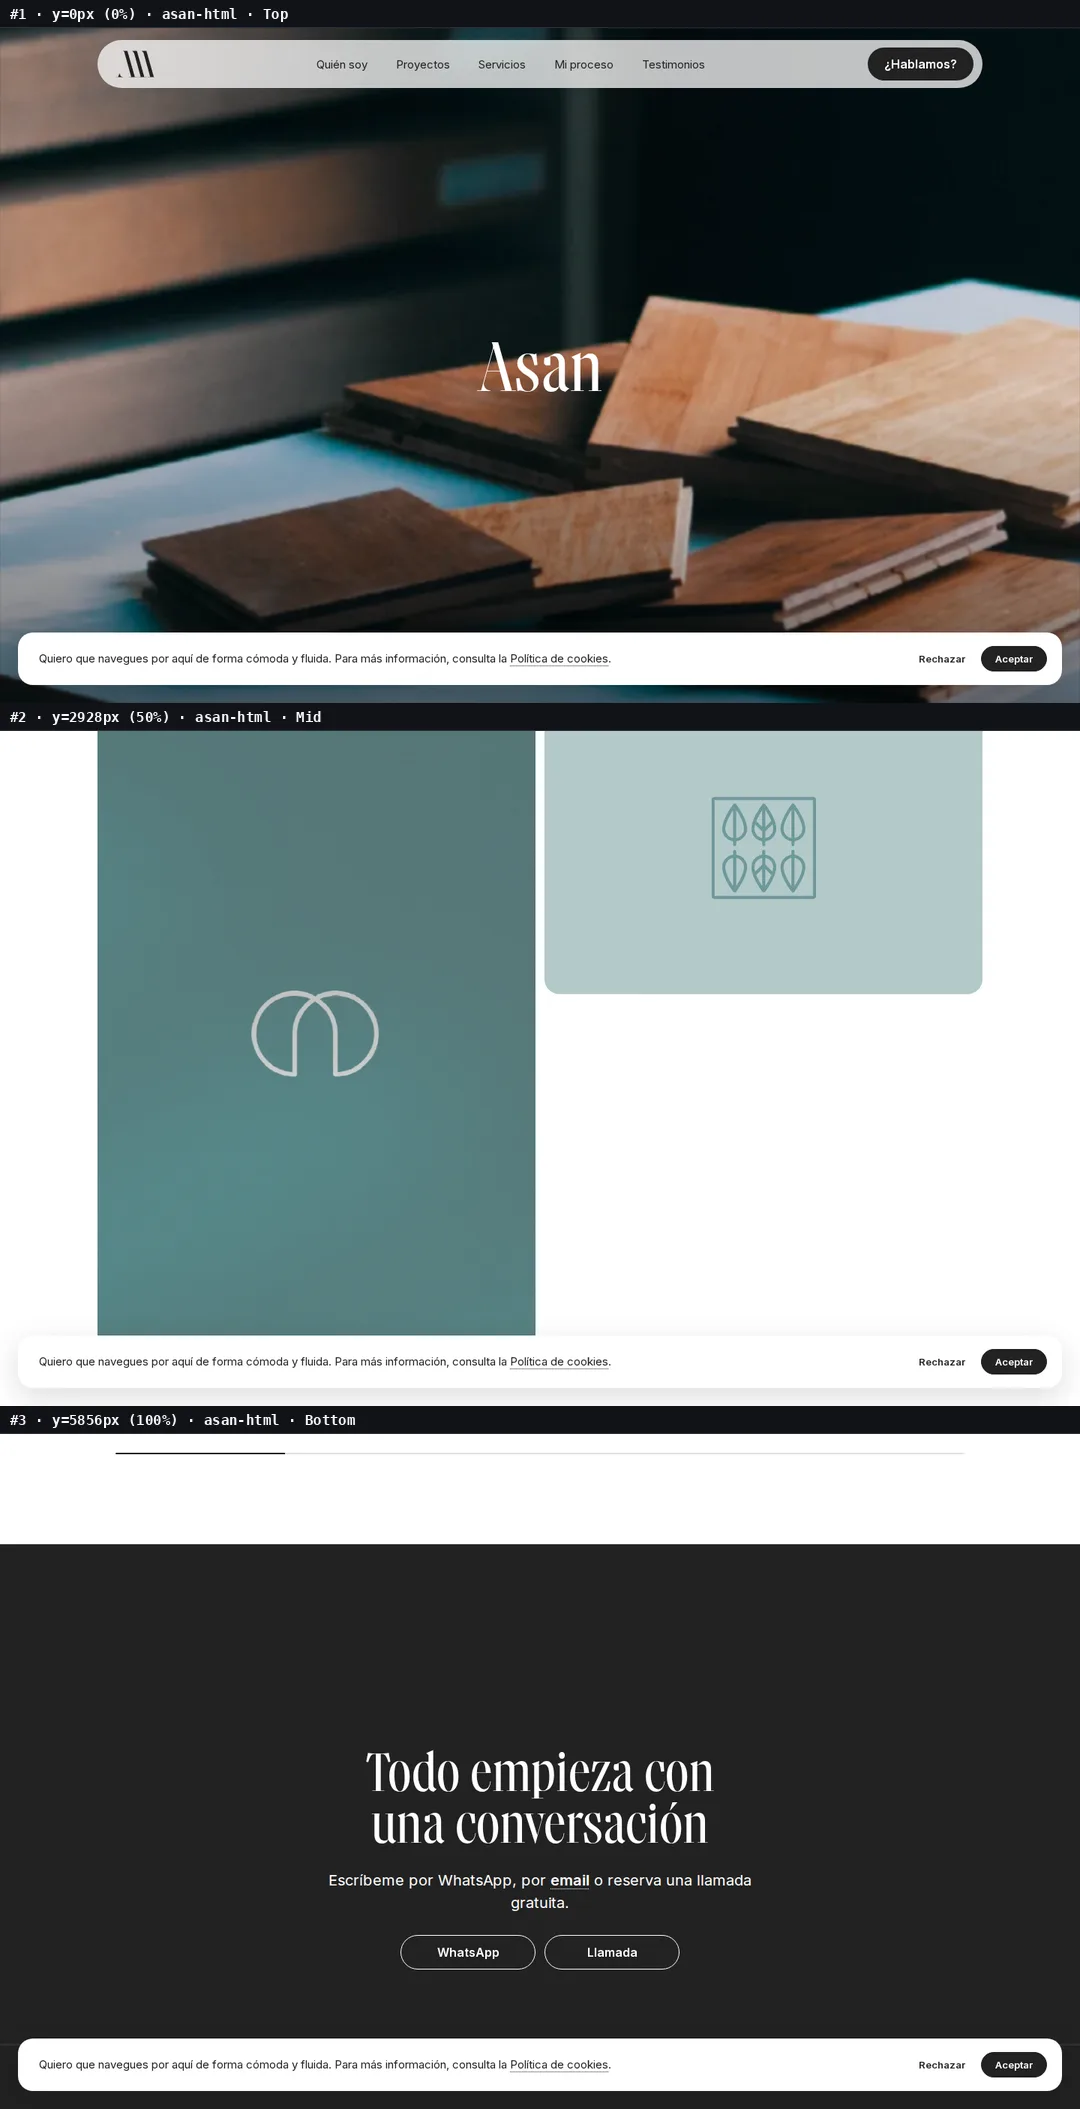 #1 · y=0px (0%) · asan-html · Top
Quién soy Proyectos Servicios Mi proceso Testimonios ¿Hablamos?
Asan
Quiero que navegues por aquí de forma cómoda y fluida. Para más información, consulta la Política de cookies. Rechazar Aceptar
#2 · y=2928px (50%) · asan-html · Mid
Quiero que navegues por aquí de forma cómoda y fluida. Para más información, consulta la Política de cookies. Rechazar Aceptar
#3 · y=5856px (100%) · asan-html · Bottom
Todo empieza con
una conversación
Escríbeme por WhatsApp, por email o reserva una llamada
gratuita.
WhatsApp Llamada
Quiero que navegues por aquí de forma cómoda y fluida. Para más información, consulta la Política de cookies. Rechazar Aceptar